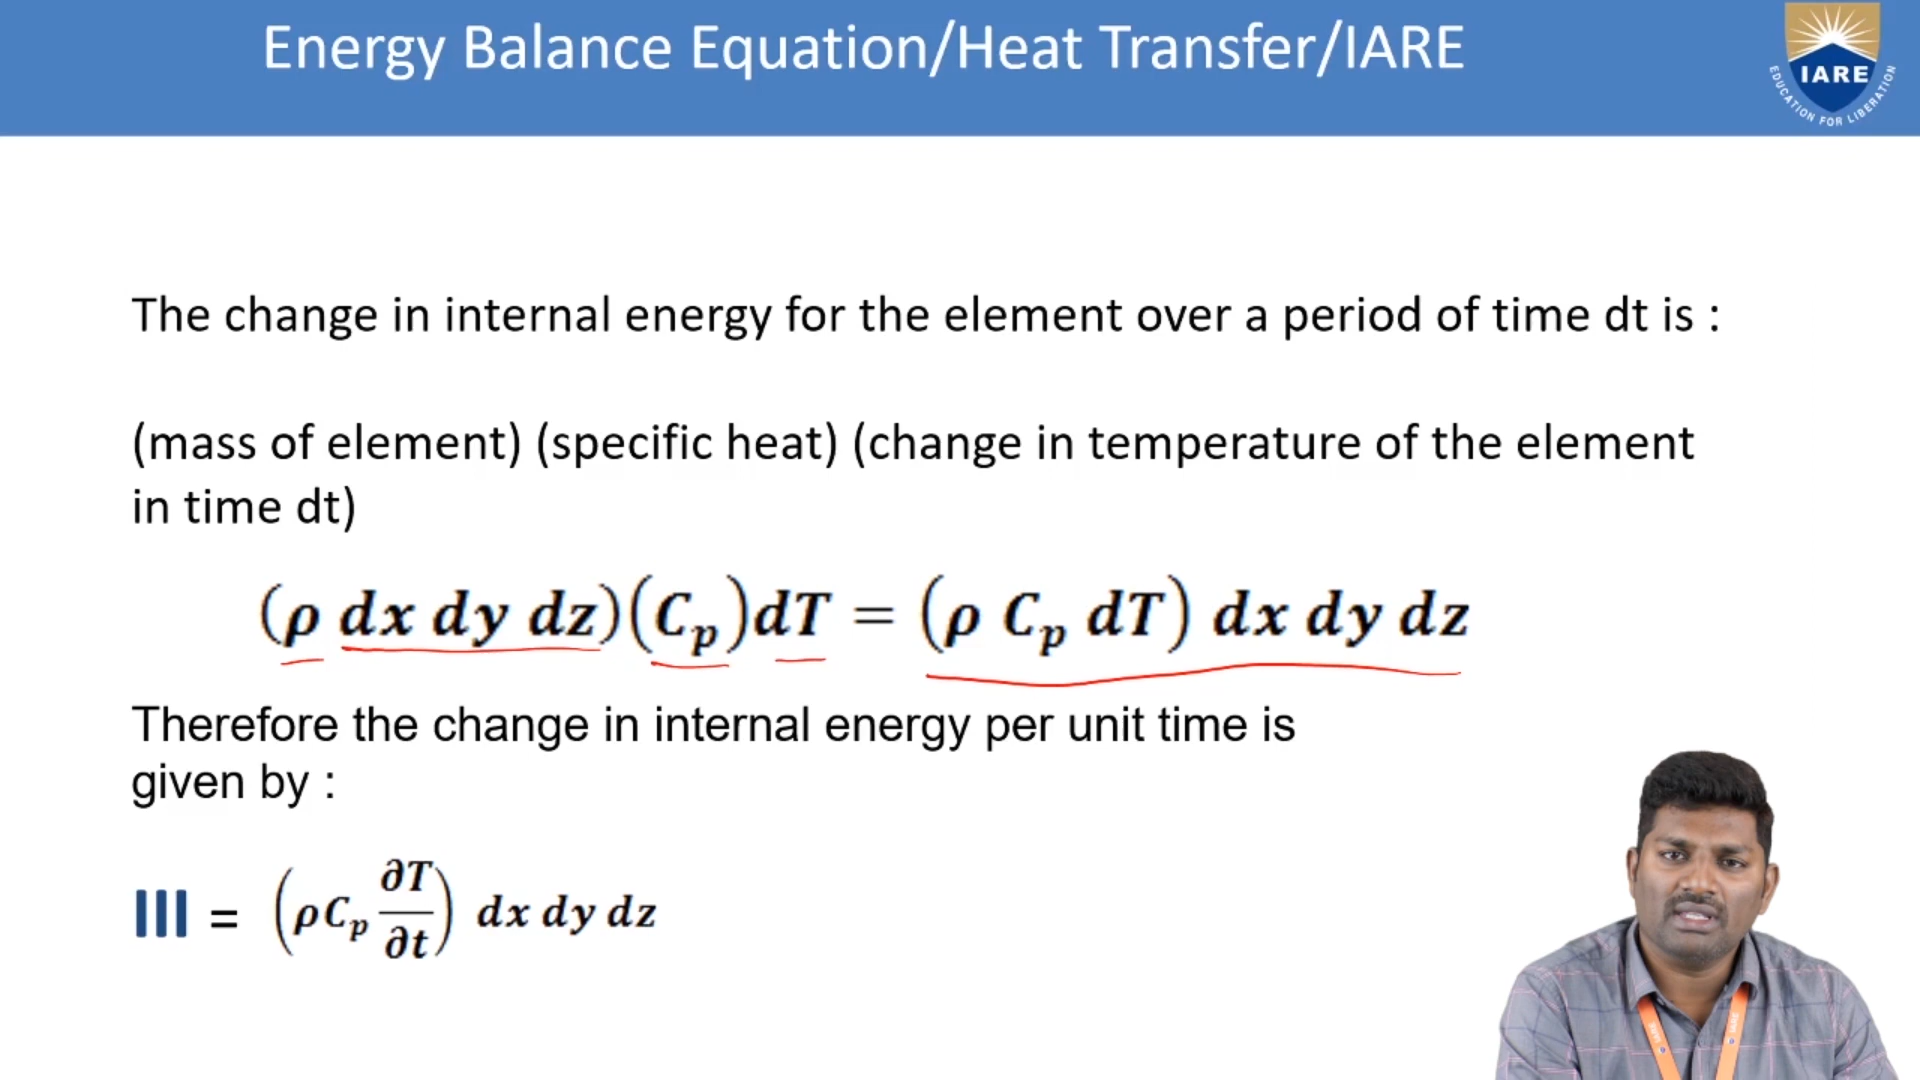 Energy Balance Equation/Heat Transfer/IARE
IARE
EDUCATION FOR LIBERATION
The change in internal energy for the element over a period of time dt is :
(mass of element) (specific heat) (change in temperature of the element
in time dt)
(ρ dx dy dz)(C_p)dT = (ρ C_p dT) dx dy dz
Therefore the change in internal energy per unit time is
given by :
III = (ρC_p ∂T/∂t) dx dy dz